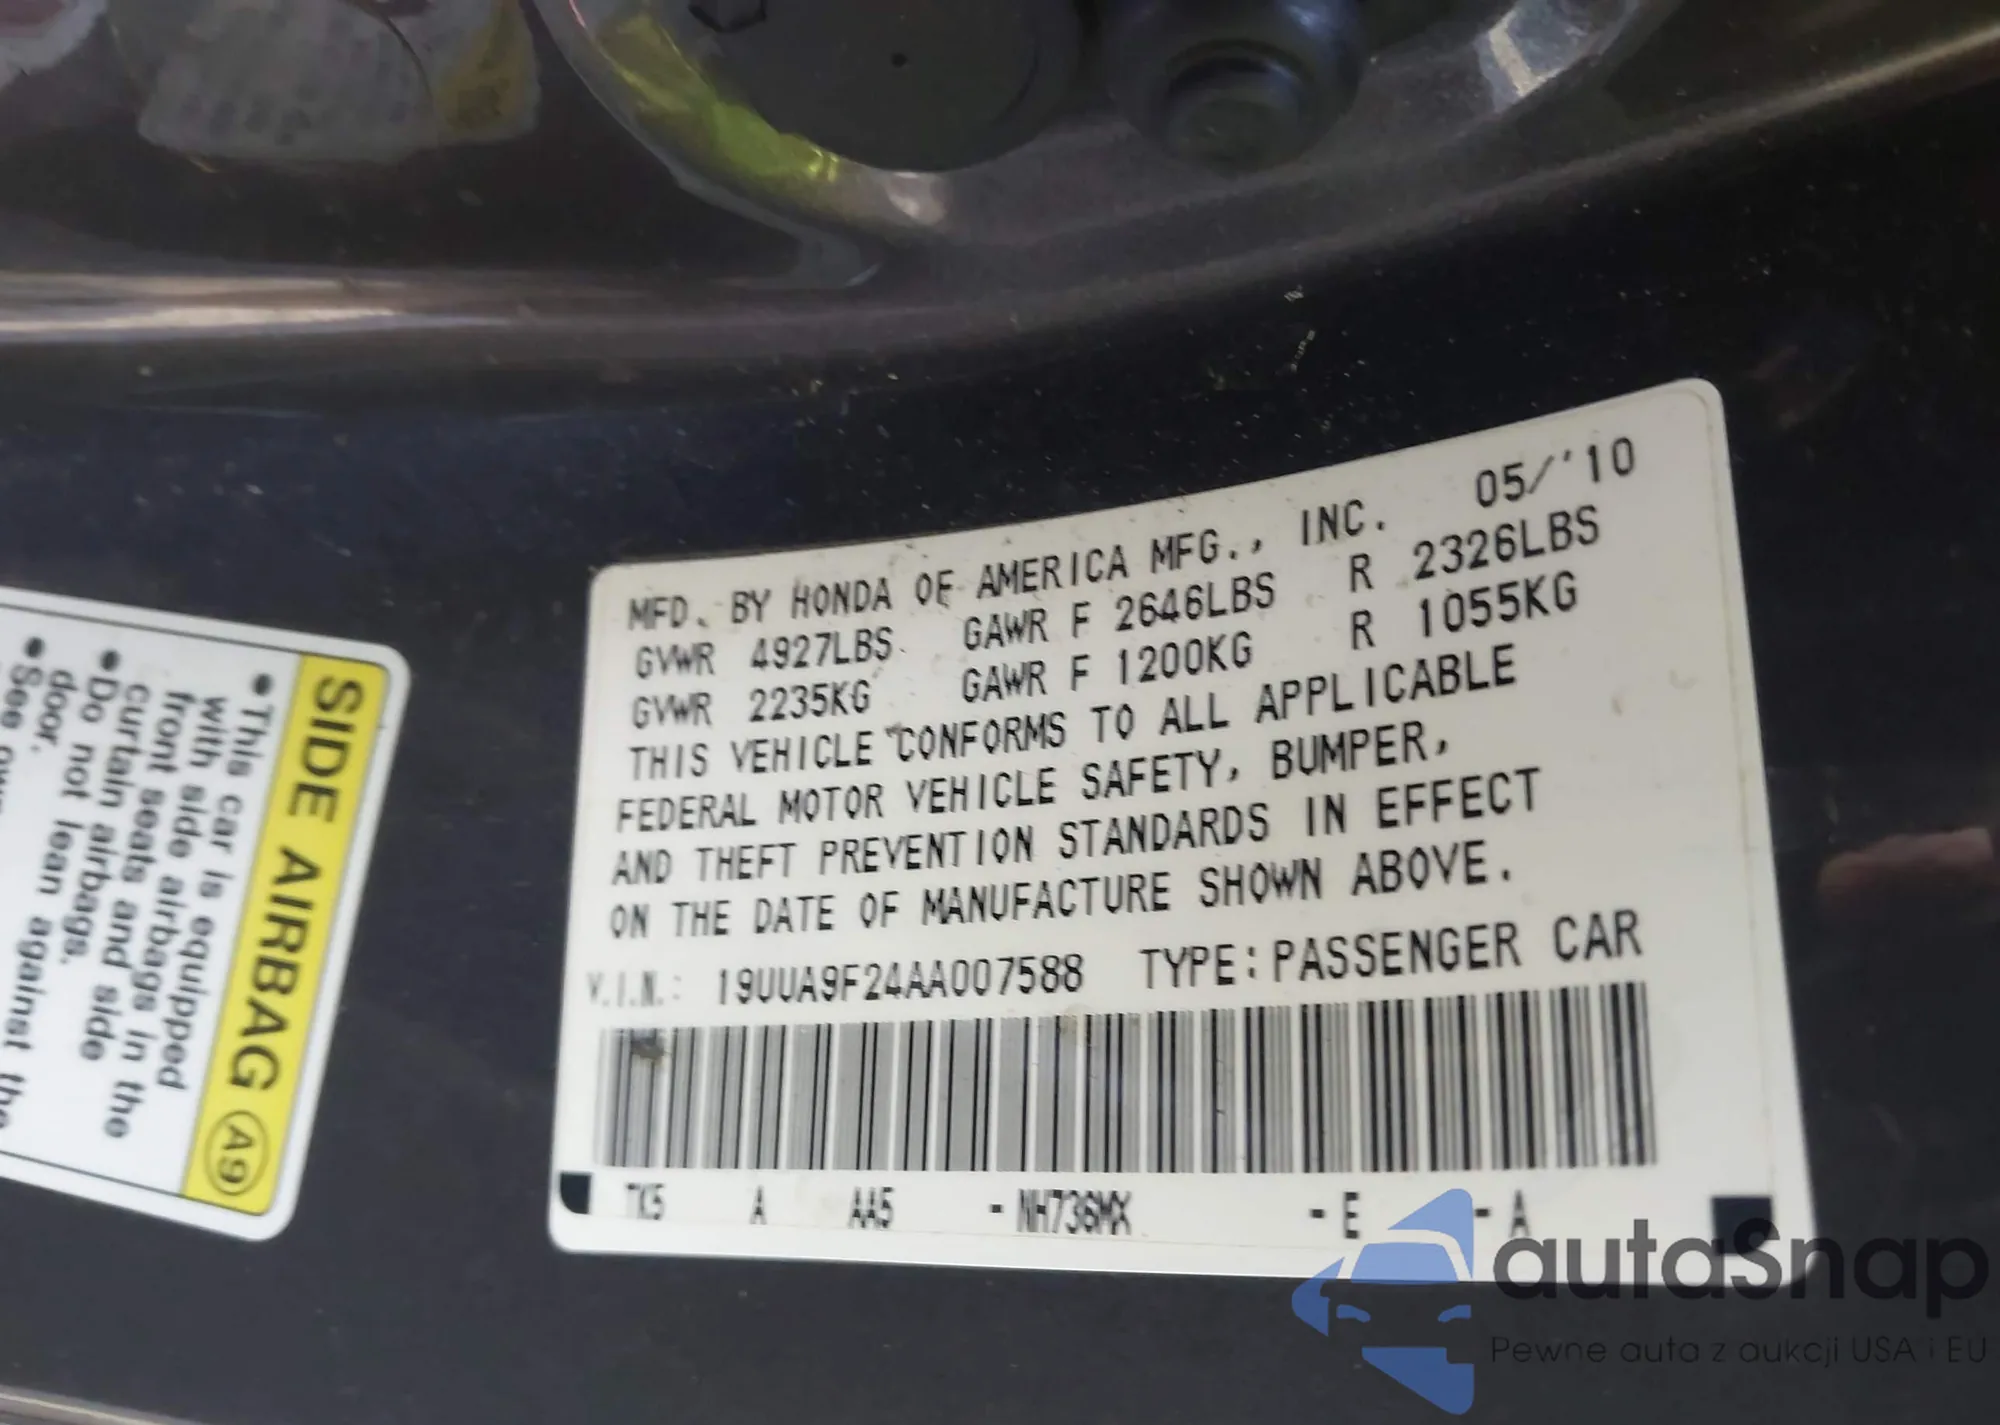 MFD. BY HONDA OF AMERICA MFG., INC. 05/'10
GVWR 4927LBS GAWR F 2646LBS R 2326LBS
GVWR 2235KG GAWR F 1200KG R 1055KG
THIS VEHICLE CONFORMS TO ALL APPLICABLE
FEDERAL MOTOR VEHICLE SAFETY, BUMPER,
AND THEFT PREVENTION STANDARDS IN EFFECT
ON THE DATE OF MANUFACTURE SHOWN ABOVE.
V.I.N.: 19UUA9F24AA007588 TYPE: PASSENGER CAR
TK5 A AA5 - NH736MX - E - A
SIDE AIRBAG A9
• This car is equipped
with side airbags in the
front seats and side
curtain airbags.
• Do not lean against the
door.
• See
autoSnap
Pewne auta z aukcji USA i EU